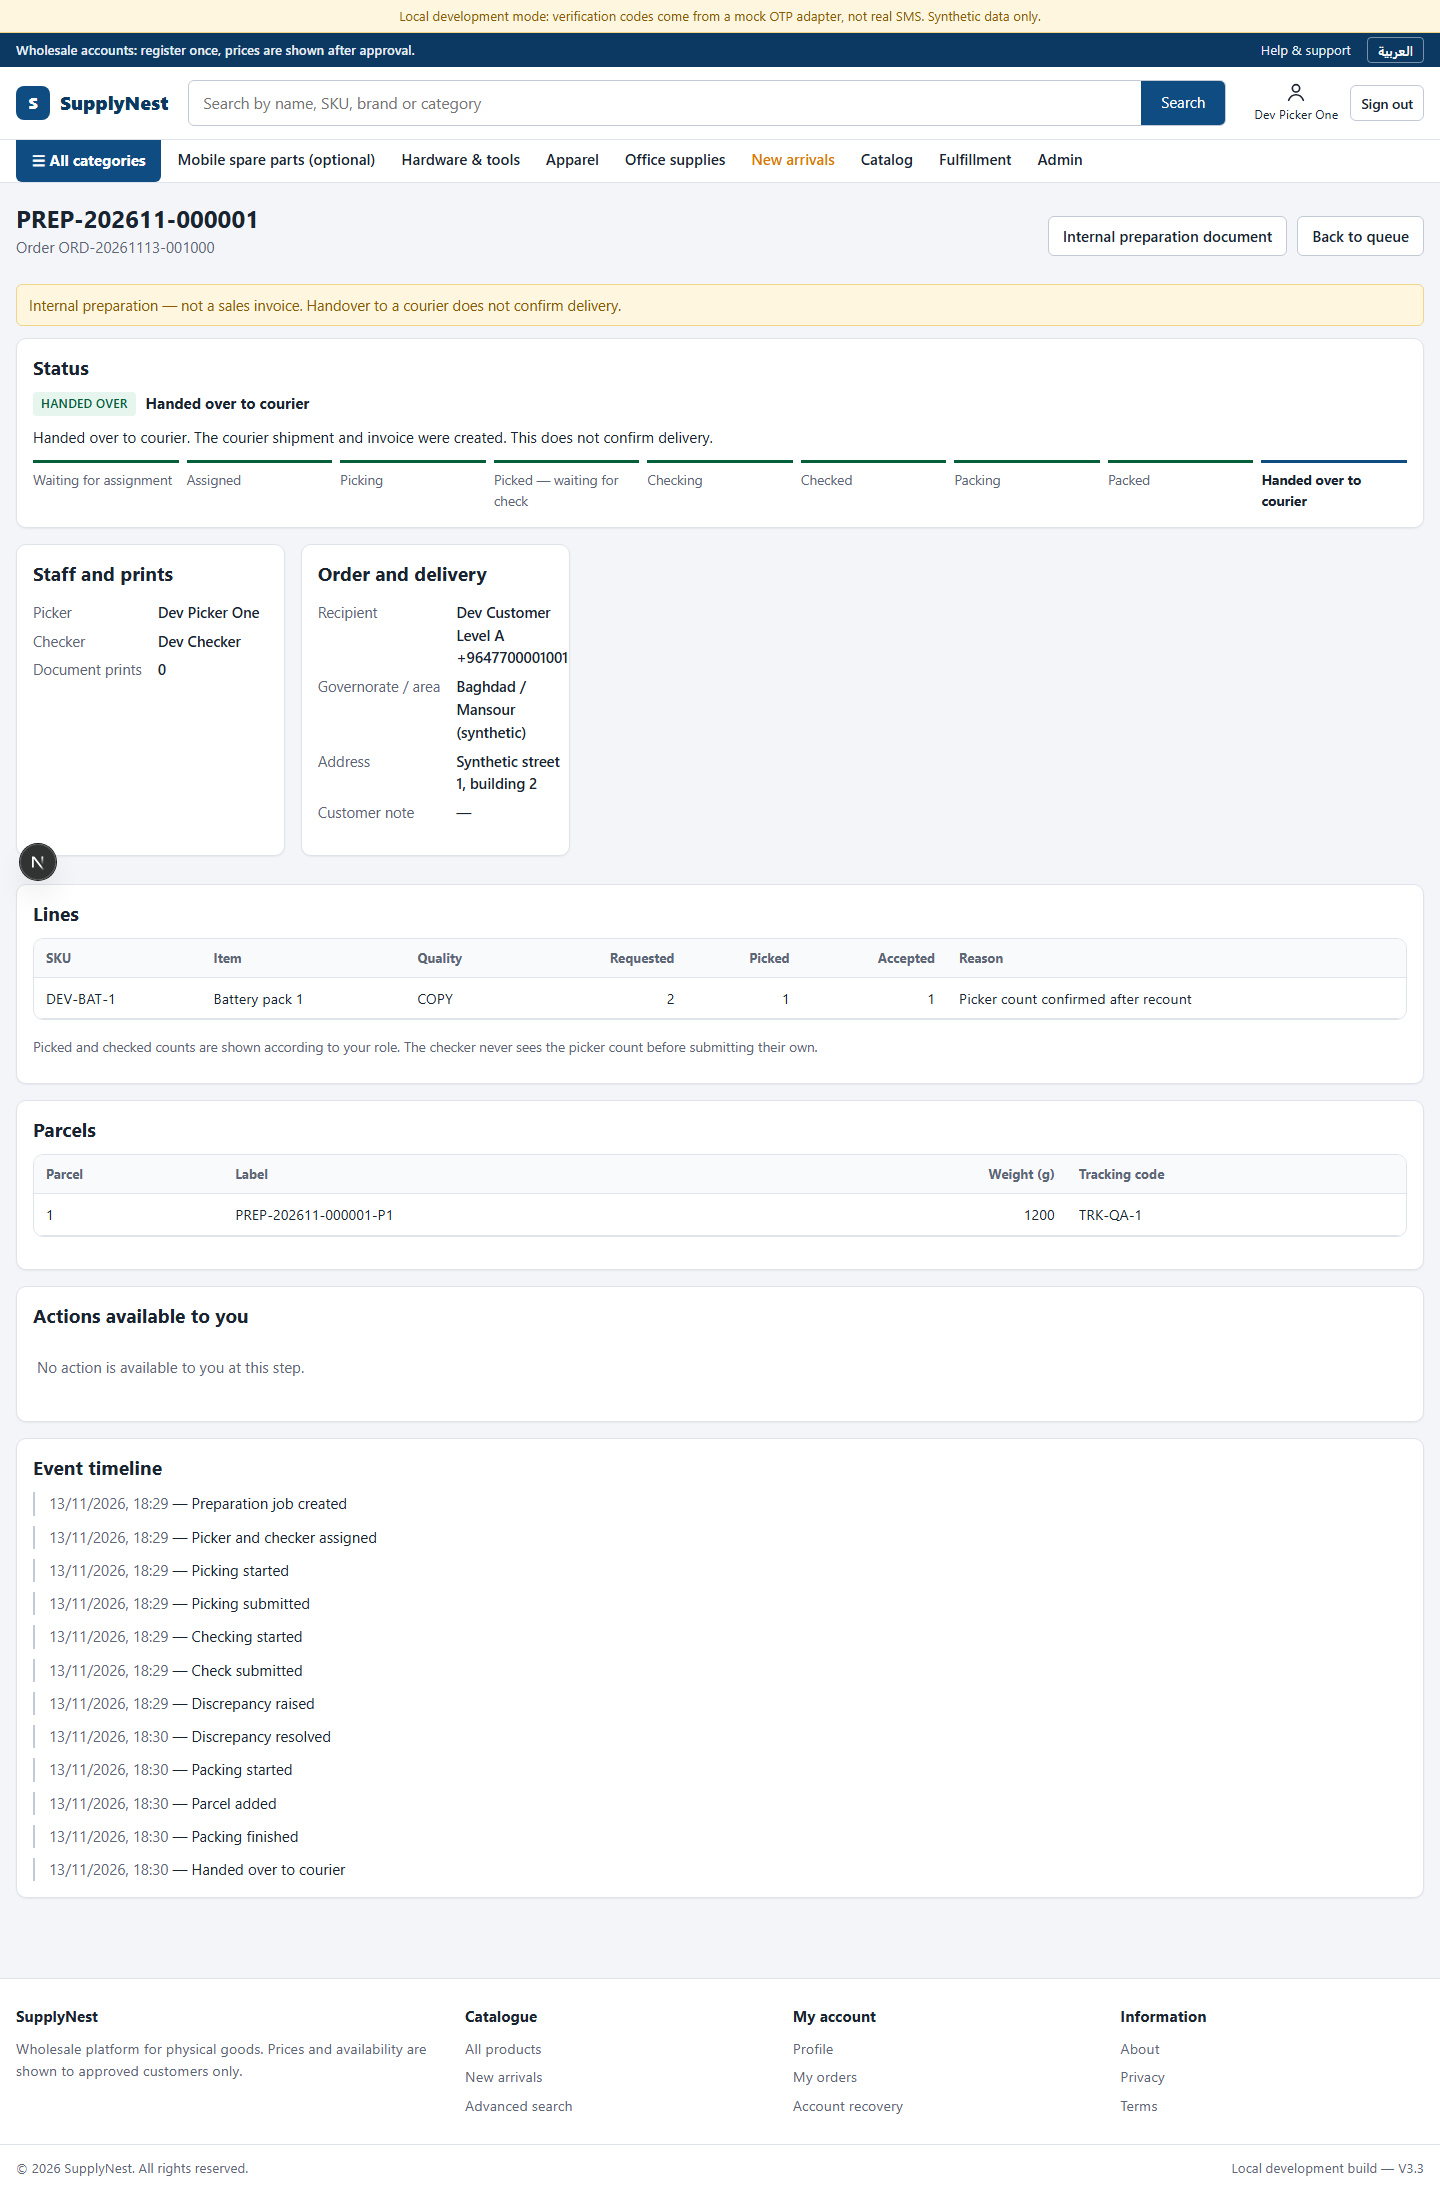 Local development mode: verification codes come from a mock OTP adapter, not real SMS. Synthetic data only.
Wholesale accounts: register once, prices are shown after approval.
Help & support
العربية
S
SupplyNest
Search by name, SKU, brand or category
Search
Dev Picker One
Sign out
☰ All categories
Mobile spare parts (optional)
Hardware & tools
Apparel
Office supplies
New arrivals
Catalog
Fulfillment
Admin
PREP-202611-000001
Order ORD-20261113-001000
Internal preparation document
Back to queue
Internal preparation — not a sales invoice. Handover to a courier does not confirm delivery.
Status
HANDED OVER Handed over to courier
Handed over to courier. The courier shipment and invoice were created. This does not confirm delivery.
Waiting for assignment
Assigned
Picking
Picked — waiting for
check
Checking
Checked
Packing
Packed
Handed over to
courier
Staff and prints
Picker Dev Picker One
Checker Dev Checker
Document prints 0
Order and delivery
Recipient Dev Customer
Level A
+9647700001001
Governorate / area Baghdad /
Mansour
(synthetic)
Address Synthetic street
1, building 2
Customer note —
N
Lines
SKU Item Quality Requested Picked Accepted Reason
DEV-BAT-1 Battery pack 1 COPY 2 1 1 Picker count confirmed after recount
Picked and checked counts are shown according to your role. The checker never sees the picker count before submitting their own.
Parcels
Parcel Label Weight (g) Tracking code
1 PREP-202611-000001-P1 1200 TRK-QA-1
Actions available to you
No action is available to you at this step.
Event timeline
13/11/2026, 18:29 — Preparation job created
13/11/2026, 18:29 — Picker and checker assigned
13/11/2026, 18:29 — Picking started
13/11/2026, 18:29 — Picking submitted
13/11/2026, 18:29 — Checking started
13/11/2026, 18:29 — Check submitted
13/11/2026, 18:29 — Discrepancy raised
13/11/2026, 18:30 — Discrepancy resolved
13/11/2026, 18:30 — Packing started
13/11/2026, 18:30 — Parcel added
13/11/2026, 18:30 — Packing finished
13/11/2026, 18:30 — Handed over to courier
SupplyNest
Wholesale platform for physical goods. Prices and availability are
shown to approved customers only.
Catalogue
All products
New arrivals
Advanced search
My account
Profile
My orders
Account recovery
Information
About
Privacy
Terms
© 2026 SupplyNest. All rights reserved.
Local development build — V3.3